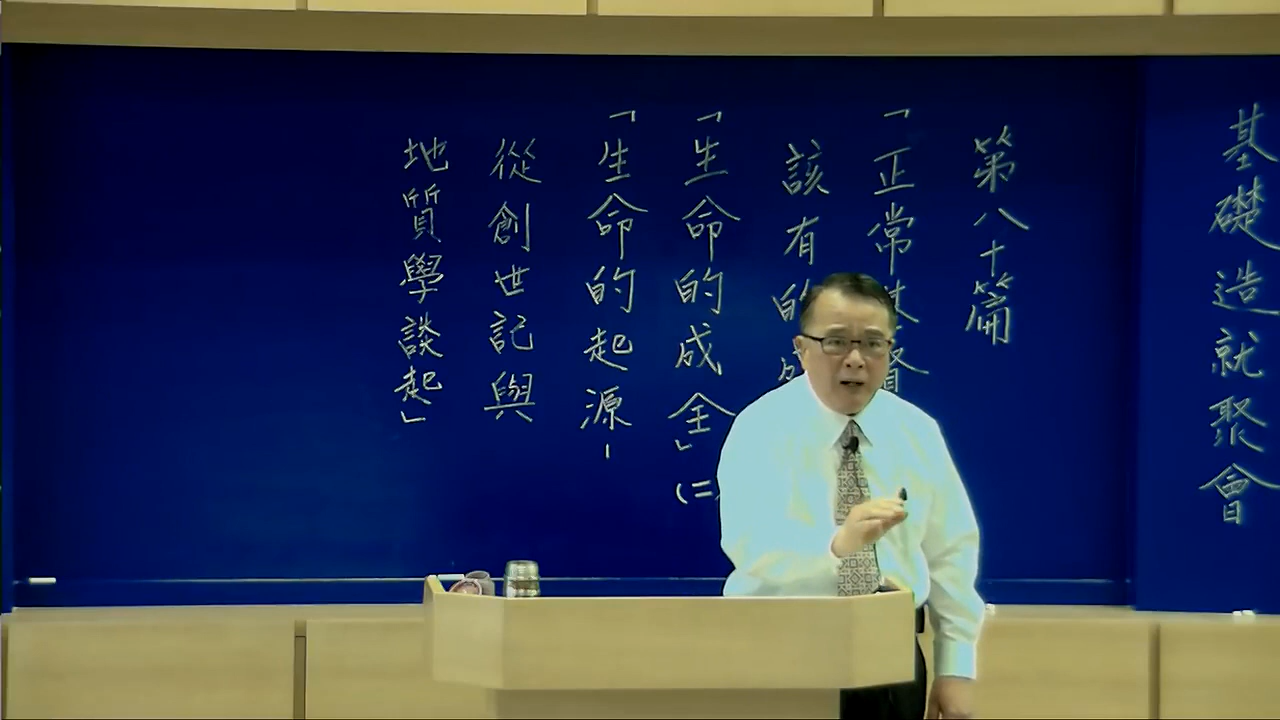 基礎造就聚會
第八十篇
「正常
該有的
「生命的成全」(二
「生命的起源-
從創世記與
地質學談起」